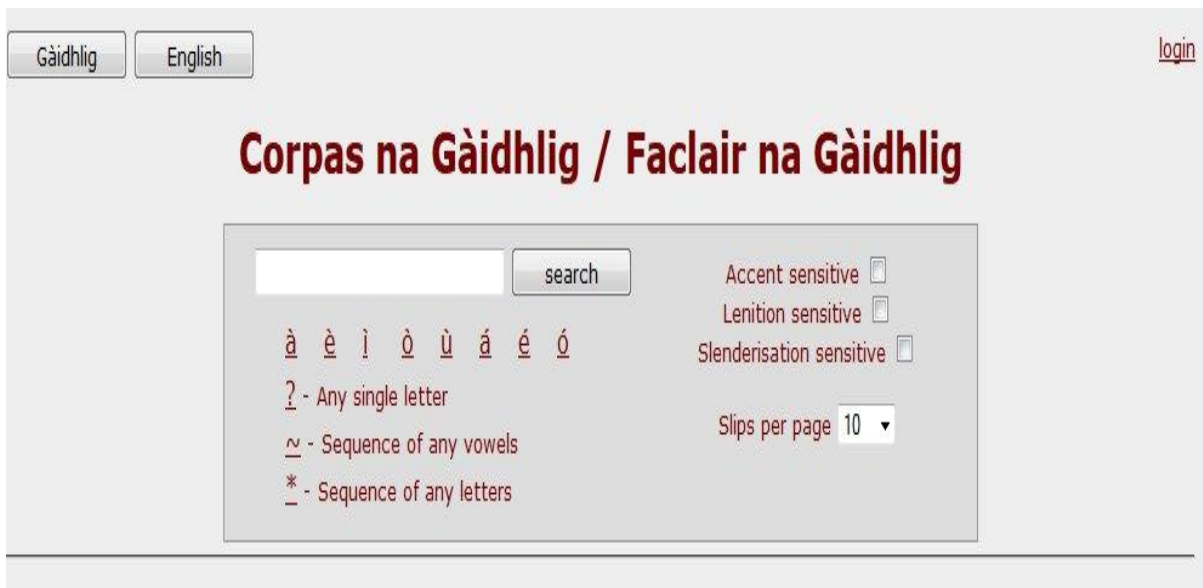 Gàidhlig English login
Corpas na Gàidhlig / Faclair na Gàidhlig
search
à è ì ò ù á é ó
? - Any single letter
~ - Sequence of any vowels
* - Sequence of any letters
Accent sensitive
Lenition sensitive
Slenderisation sensitive
Slips per page 10